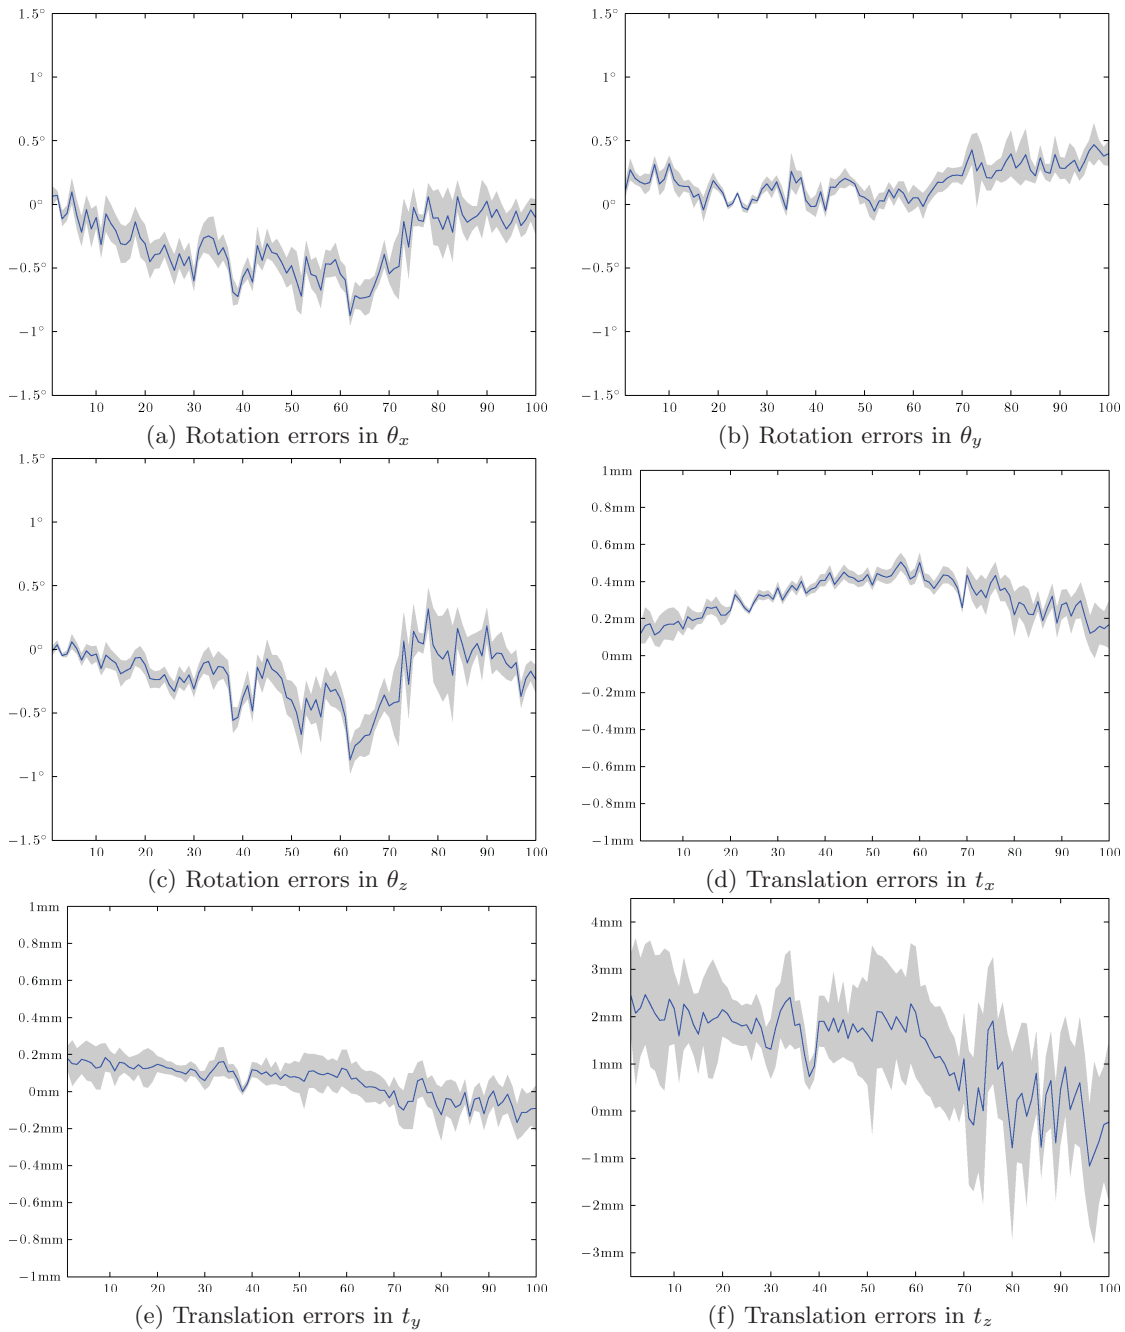 1.5°
1°
0.5°
0°
−0.5°
−1°
−1.5°
10 20 30 40 50 60 70 80 90 100
(a) Rotation errors in θx
1.5°
1°
0.5°
0°
−0.5°
−1°
−1.5°
10 20 30 40 50 60 70 80 90 100
(b) Rotation errors in θy
1.5°
1°
0.5°
0°
−0.5°
−1°
−1.5°
10 20 30 40 50 60 70 80 90 100
(c) Rotation errors in θz
1mm
0.8mm
0.6mm
0.4mm
0.2mm
0mm
−0.2mm
−0.4mm
−0.6mm
−0.8mm
−1mm
10 20 30 40 50 60 70 80 90 100
(d) Translation errors in tx
1mm
0.8mm
0.6mm
0.4mm
0.2mm
0mm
−0.2mm
−0.4mm
−0.6mm
−0.8mm
−1mm
10 20 30 40 50 60 70 80 90 100
(e) Translation errors in ty
4mm
3mm
2mm
1mm
0mm
−1mm
−2mm
−3mm
10 20 30 40 50 60 70 80 90 100
(f) Translation errors in tz